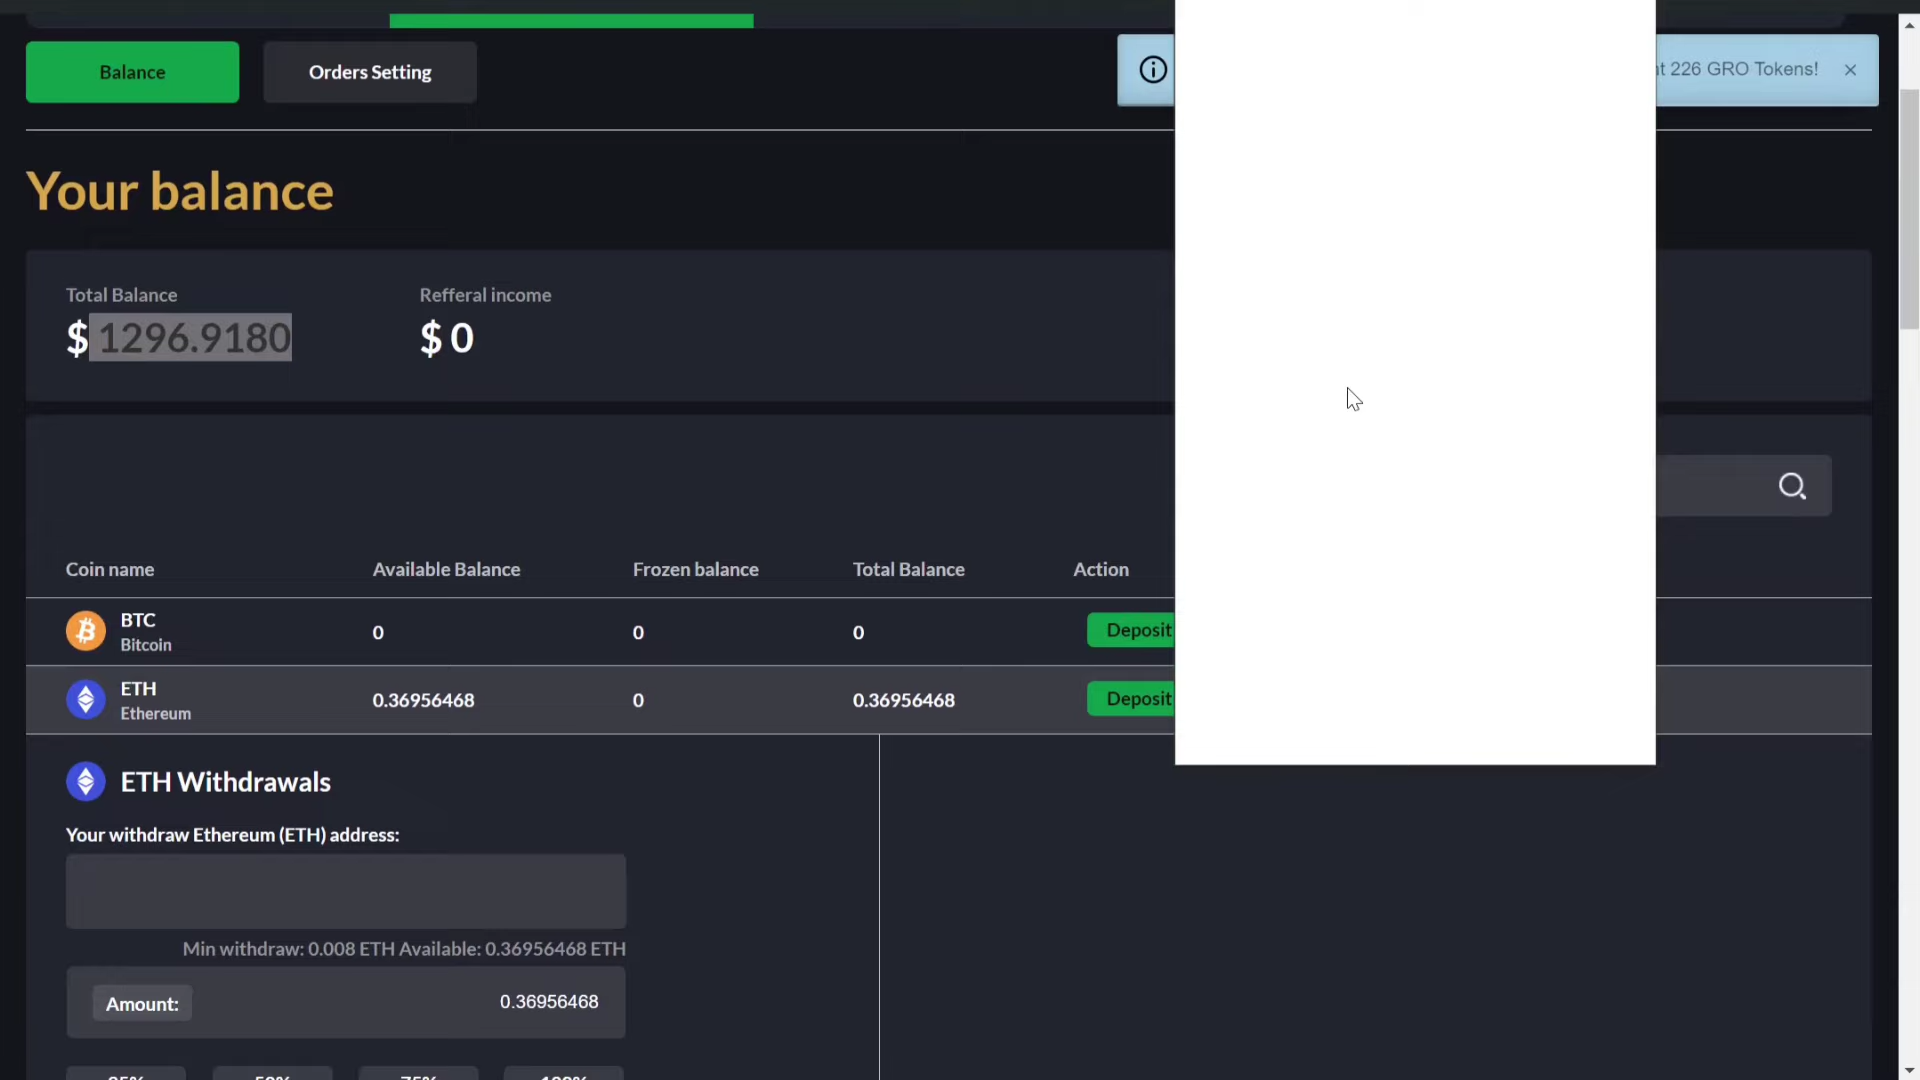 Balance
Orders Setting
226 GRO Tokens!
Your balance
Total Balance
Refferal income
$ 1296.9180
$ 0
Coin name
Available Balance
Frozen balance
Total Balance
Action
BTC
Bitcoin
0
0
0
Deposit
ETH
Ethereum
0.36956468
0
0.36956468
Deposit
ETH Withdrawals
Your withdraw Ethereum (ETH) address:
Min withdraw: 0.008 ETH Available: 0.36956468 ETH
Amount:
0.36956468